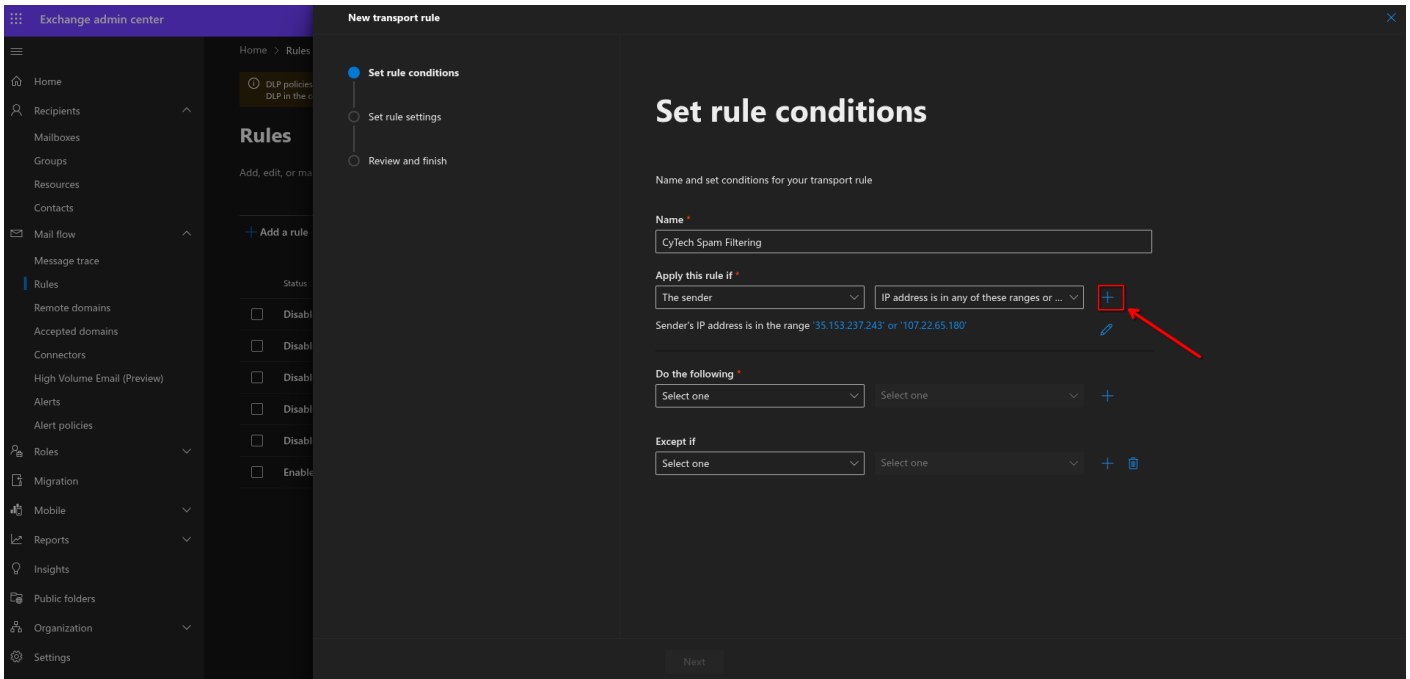 Exchange admin center
Home
Recipients
Mailboxes
Groups
Resources
Contacts
Mail flow
Message trace
Rules
Remote domains
Accepted domains
Connectors
High Volume Email (Preview)
Alerts
Alert policies
Roles
Migration
Mobile
Reports
Insights
Public folders
Organization
Settings
Home > Rules
DLP policies
DLP in the
Rules
Add, edit, or
Add a rule
Status
Disabl
Disabl
Disabl
Disabl
Disabl
Enable
New transport rule
Set rule conditions
Set rule settings
Review and finish
Set rule conditions
Name and set conditions for your transport rule
Name *
CyTech Spam Filtering
Apply this rule if *
The sender IP address is in any of these ranges or ...
Sender's IP address is in the range '35.153.237.243' or '107.22.65.180'
Do the following *
Select one Select one
Except if
Select one Select one
Next